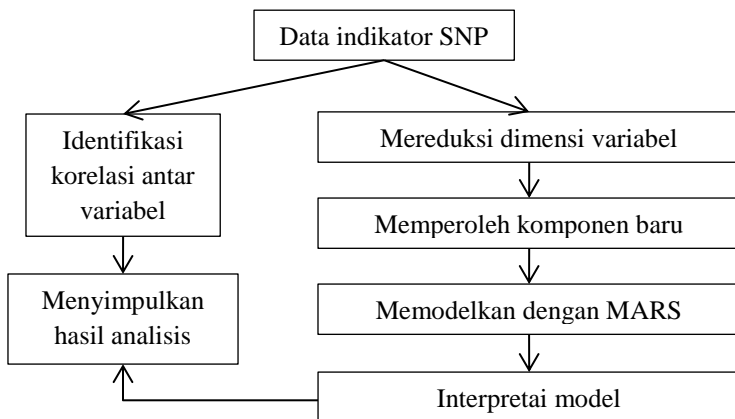 Data indikator SNP
Identifikasi
korelasi antar
variabel
Mereduksi dimensi variabel
Memperoleh komponen baru
Menyimpulkan
hasil analisis
Memodelkan dengan MARS
Interpretai model